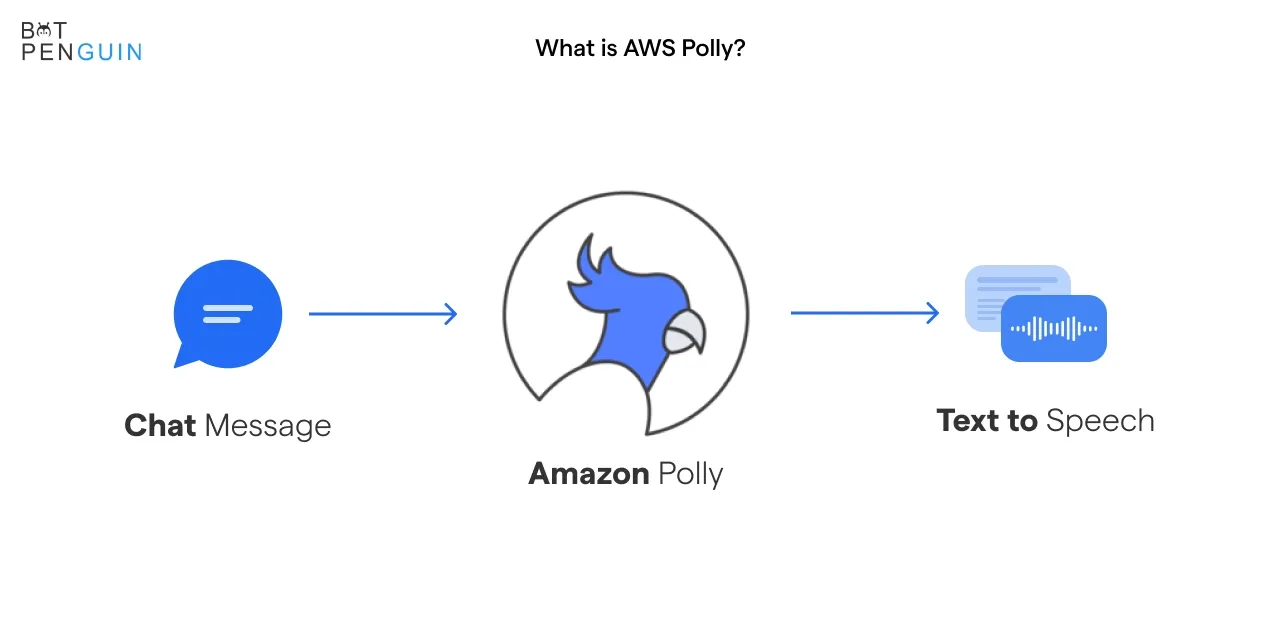 BOT
PENGUIN
What is AWS Polly?
Chat Message
Amazon Polly
Text to Speech